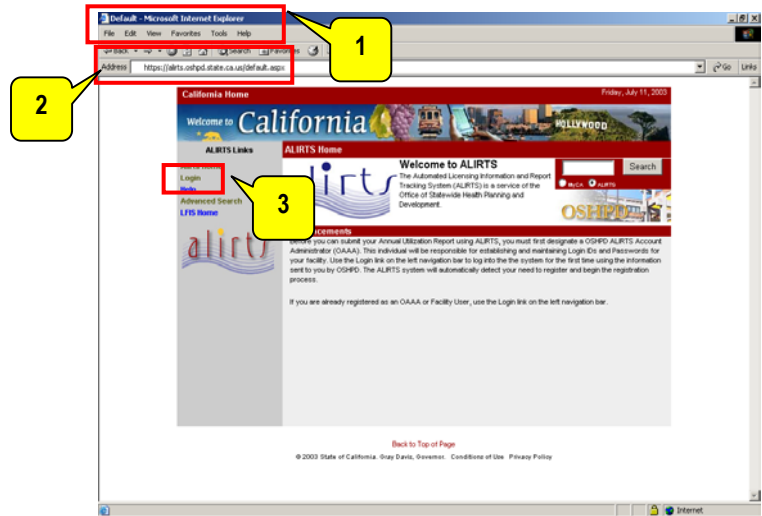 Default - Microsoft Internet Explorer
File Edit View Favorites Tools Help
1
Back Search
Address https://alirts.oshpd.state.ca.us/default.aspx Go Links
2
California Home Friday, July 11, 2003
Welcome to California HOLLYWOOD
ALIRTS Links ALIRTS Home
Login
Help
Advanced Search
LFIS Home
3
alirts
alirts
Welcome to ALIRTS
The Automated Licensing Information and Report
Tracking System (ALIRTS) is a service of the
Office of Statewide Health Planning and
Development.
Search
MyCA ALIRTS
OSHPD
Before you can submit your Annual Utilization Report using ALIRTS, you must first designate a OSHPD ALIRTS Account
Administrator (OAAA). This individual will be responsible for establishing and maintaining Login IDs and Passwords for
your facility. Use the Login link on the left navigation bar to log into the the system for the first time using the information
sent to you by OSHPD. The ALIRTS system will automatically detect your need to register and begin the registration
process.
If you are already registered as an OAAA or Facility User, use the Login link on the left navigation bar.
Back to Top of Page
© 2003 State of California. Gray Davis, Governor. Conditions of Use Privacy Policy
Internet